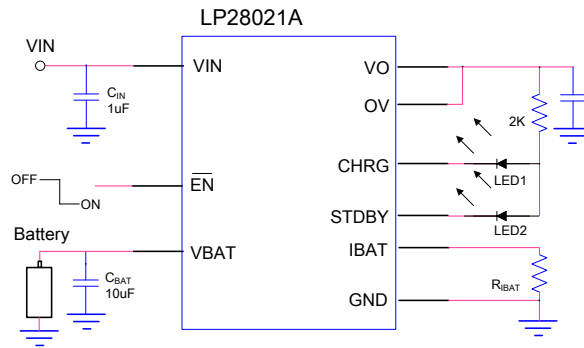 LP28021A
VIN
VIN
CIN
1uF
OFF
ON
EN
Battery
VBAT
CBAT
10uF
VO
OV
2K
CHRG
LED1
STDBY
LED2
IBAT
RIBAT
GND